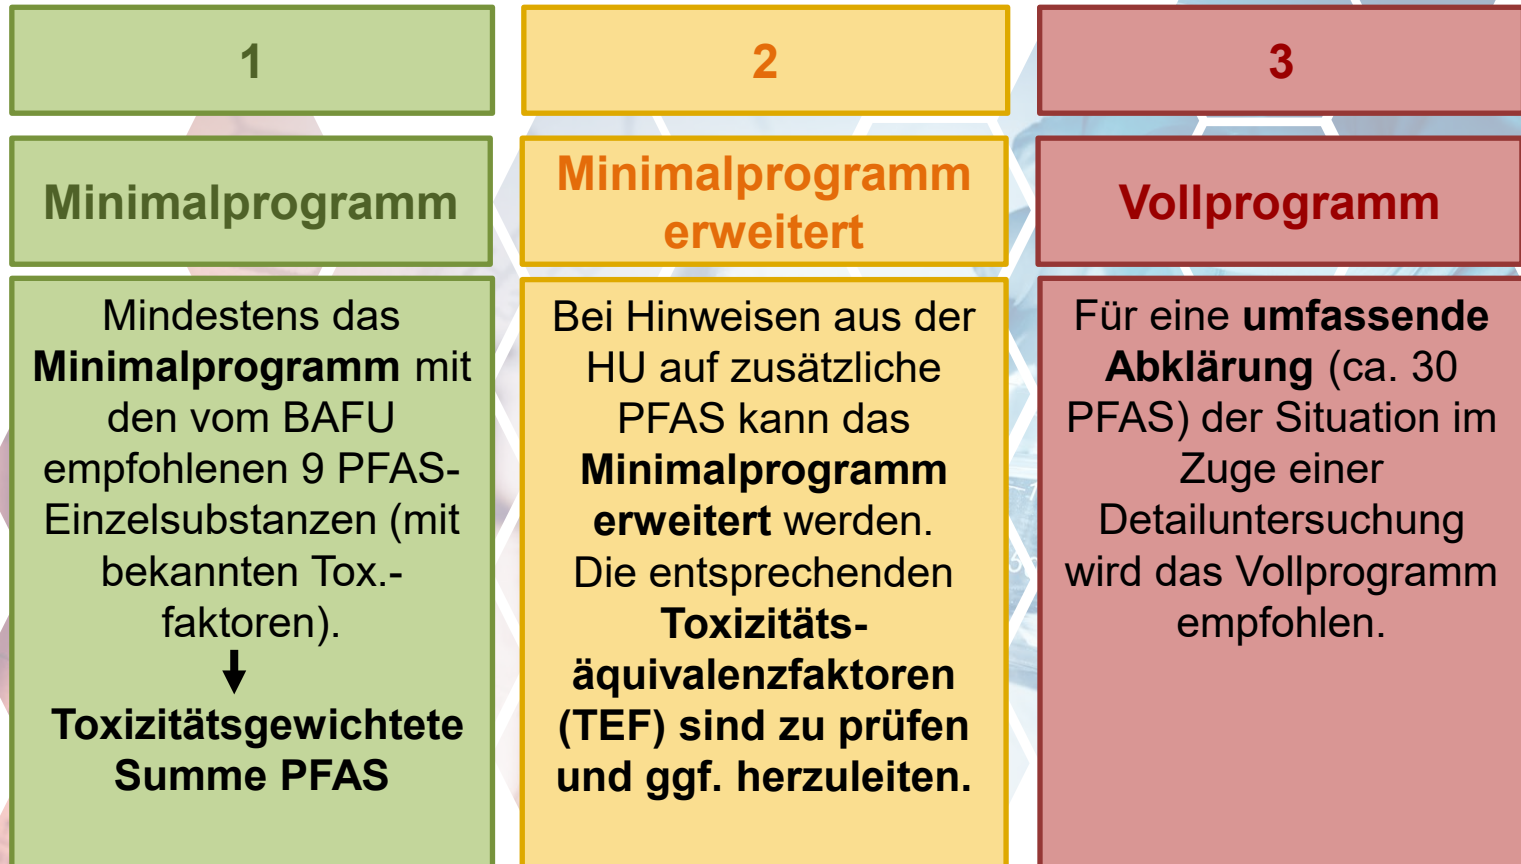 1
Minimalprogramm
Mindestens das
Minimalprogramm mit
den vom BAFU
empfohlenen 9 PFAS-
Einzelsubstanzen (mit
bekannten Tox.-
faktoren).
Toxizitätsgewichtete
Summe PFAS
2
Minimalprogramm
erweitert
Bei Hinweisen aus der
HU auf zusätzliche
PFAS kann das
Minimalprogramm
erweitert werden.
Die entsprechenden
Toxizitäts-
äquivalenzfaktoren
(TEF) sind zu prüfen
und ggf. herzuleiten.
3
Vollprogramm
Für eine umfassende
Abklärung (ca. 30
PFAS) der Situation im
Zuge einer
Detailuntersuchung
wird das Vollprogramm
empfohlen.